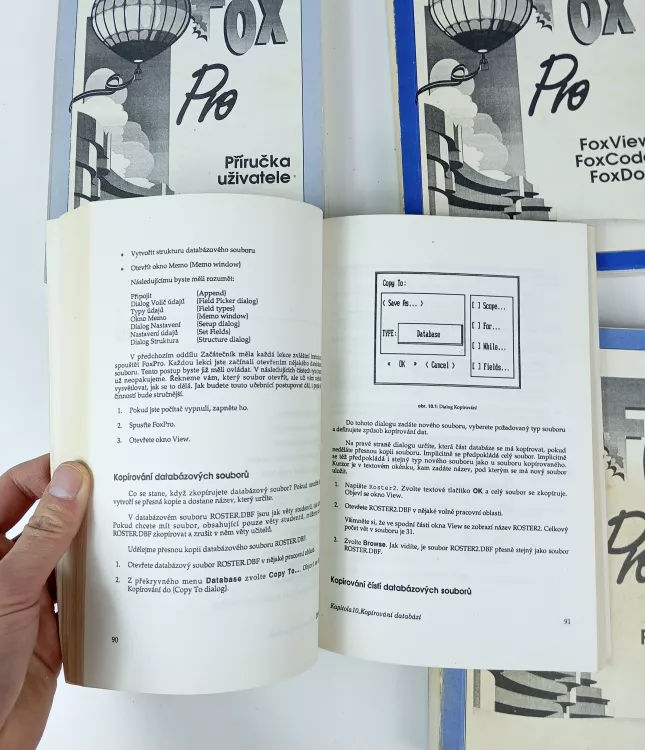 FOX
Pro
Příručka
uživatele
Pro
FoxView
FoxCode
FoxDo
• Vytvořit strukturu databázového souboru
• Otevřít okno Memo (Memo window)
Následujícímu byste měli rozumět:
Připojit (Append)
Dialog Volič údajů (Field Picker dialog)
Typy údajů (Field types)
Okno Memo (Memo window)
Dialog Nastavení (Setup dialog)
Nastavení údajů (Set Fields)
Dialog Struktura (Structure dialog)
V předchozím oddílu Začátečník měla každá lekce zvláštní
spouštět FoxPro. Každou lekci jste začínali otevřením nějakého
souboru. Tento postup byste již měli ovládat. V následujících částech
už neopakujeme. Řekneme vám, který soubor otevřít, ale už vám
vysvětlovat, jak se to dělá. Jak budete touto učebnicí postupovat dál,
činností bude stručnější.
1. Pokud jste počítač vypnuli, zapněte ho.
2. Spusťte FoxPro.
3. Otevřete okno View.
Kopírování databázových souborů
Co se stane, když zkopírujete databázový soubor? Pokud
vytvoří se přesná kopie a dostane název, který určíte.
V databázovém souboru ROSTER.DBF jsou jak věty studentů,
Pokud chcete mít soubor, obsahující pouze věty studentů,
ROSTER.DBF zkopírovat a zrušit v něm věty učitelů.
Udělejme přesnou kopii databázového souboru ROSTER.DBF
1. Otevřete databázový soubor ROSTER.DBF v nějaké pracovní oblasti.
2. Z překryvného menu Database zvolte Copy To...
Kopírování do (Copy To dialog).
90
Copy To:
( Save As... )
TYPE: Database
« OK » ( Cancel )
[ ] Scope...
[ ] For...
[ ] While...
[ ] Fields...
obr. 10.1: Dialog Kopírování
Do tohoto dialogu zadáte nového souboru, vyberete požadovaný typ souboru
a definujete způsob kopírování dat.
Na pravé straně dialogu určíte, která část databáze se má kopírovat, pokud
neděláte přesnou kopii souboru. Implicitně se předpokládá celý soubor. Implicitně
se též předpokládá i stejný typ nového souboru jako u souboru kopírovaného.
Kurzor je v textovém okénku, kam zadáte název, pod kterým se má nový soubor
uložit.
1. Napište Roster2. Zvolte textové tlačítko OK a celý soubor se zkopíruje.
Objeví se okno View.
2. Otevřete ROSTER2.DBF v nějaké volné pracovní oblasti.
Všimněte si, že ve spodní části okna View se zobrazí název ROSTER2. Celkový
počet vět v souboru je 31.
3. Zvolte Browse. Jak vidíte, je soubor ROSTER2.DBF přesně stejný jako soubor
ROSTER.DBF.
Kopírování částí databázových souborů
Kapitola10,Kopírování databází
91